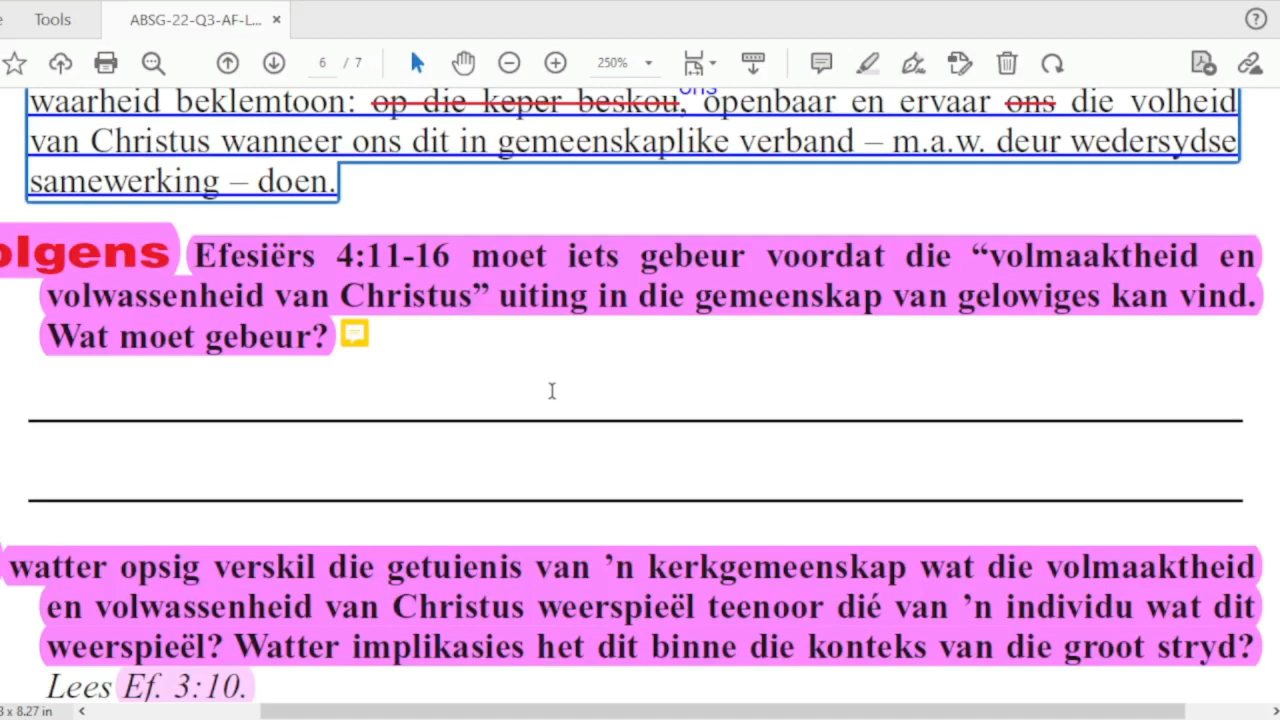 Tools
ABSG-22-Q3-AF-L... ×
6 / 7
250%
ons
waarheid beklemtoon: op die keper beskou, openbaar en ervaar ons die volheid
van Christus wanneer ons dit in gemeenskaplike verband – m.a.w. deur wedersydse
samewerking – doen.
olgens Efesiërs 4:11-16 moet iets gebeur voordat die “volmaaktheid en
volwassenheid van Christus” uiting in die gemeenskap van gelowiges kan vind.
Wat moet gebeur?
watter opsig verskil die getuienis van ’n kerkgemeenskap wat die volmaaktheid
en volwassenheid van Christus weerspieël teenoor dié van ’n individu wat dit
weerspieël? Watter implikasies het dit binne die konteks van die groot stryd?
Lees Ef. 3:10.
x 8.27 in